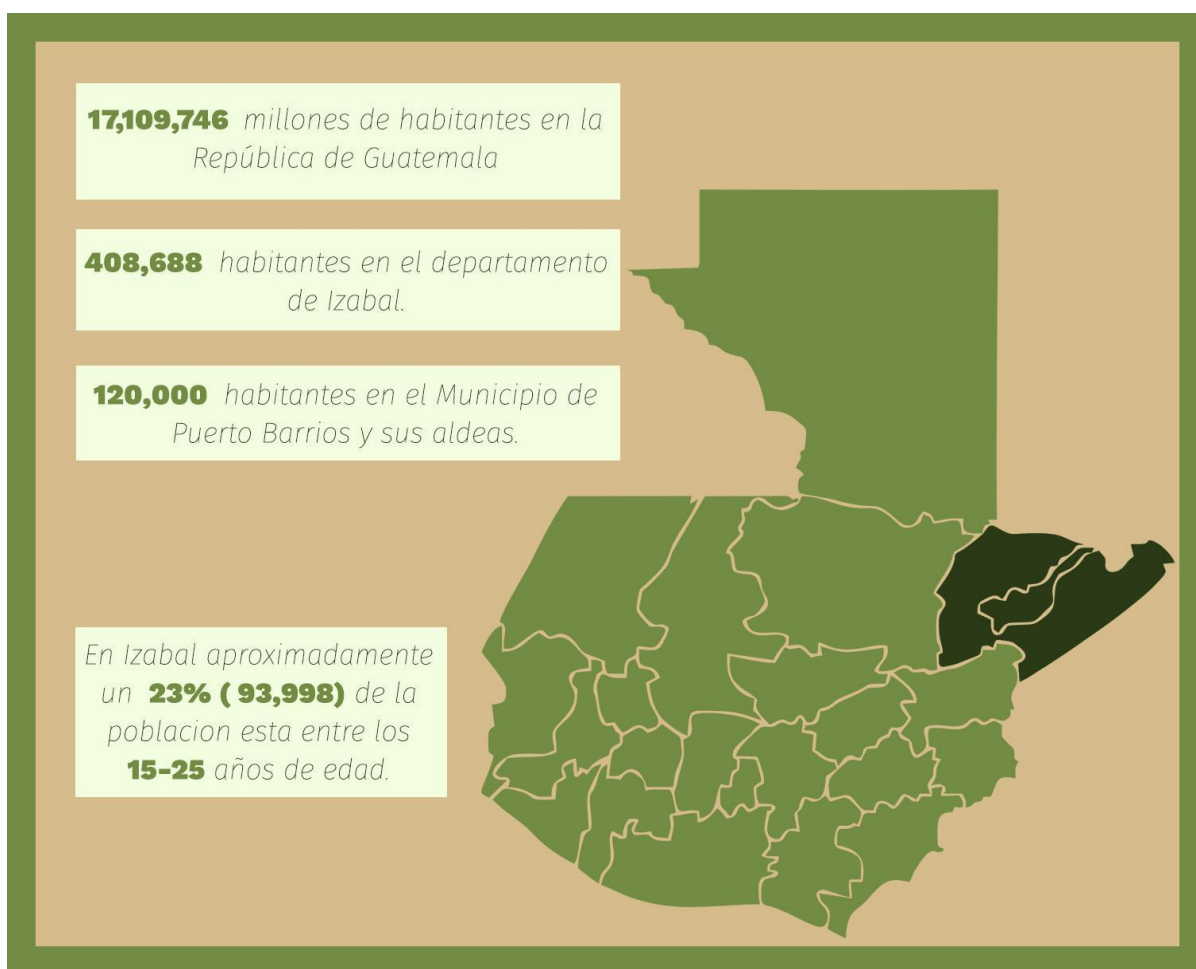 17,109,746 millones de habitantes en la
República de Guatemala
408,688 habitantes en el departamento
de Izabal.
120,000 habitantes en el Municipio de
Puerto Barrios y sus aldeas.
En Izabal aproximadamente
un 23% ( 93,998) de la
poblacion esta entre los
15-25 años de edad.